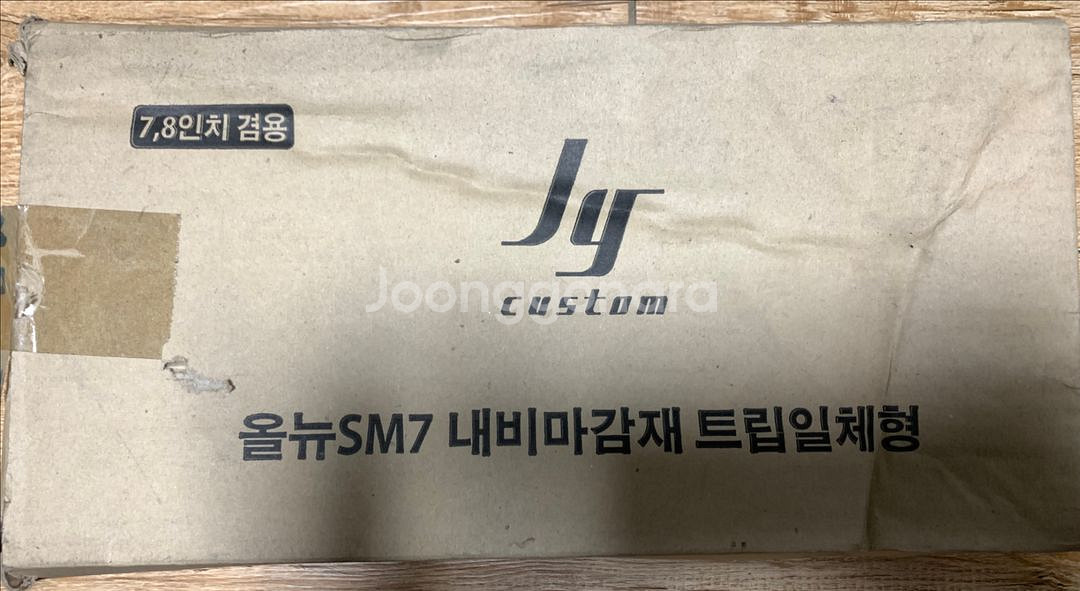 7,8인치 겸용
Jy
custom
Joonggonara
올뉴SM7 내비마감재 트립일체형